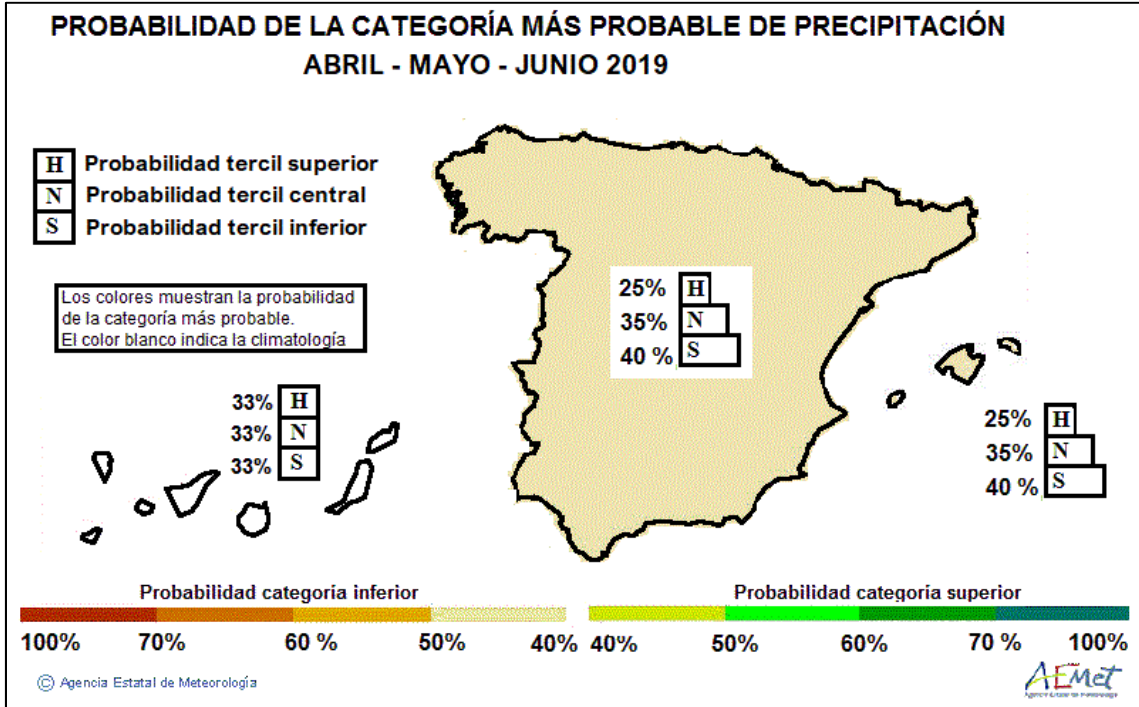 PROBABILIDAD DE LA CATEGORÍA MÁS PROBABLE DE PRECIPITACIÓN
ABRIL - MAYO - JUNIO 2019
H Probabilidad tercil superior
N Probabilidad tercil central
S Probabilidad tercil inferior
Los colores muestran la probabilidad
de la categoría más probable.
El color blanco indica la climatología
25% H
35% N
40 % S
33% H
33% N
33% S
25% H
35% N
40 % S
Probabilidad categoría inferior
100% 70% 60 % 50% 40%
Probabilidad categoría superior
40% 50% 60% 70 % 100%
© Agencia Estatal de Meteorología
AEMet